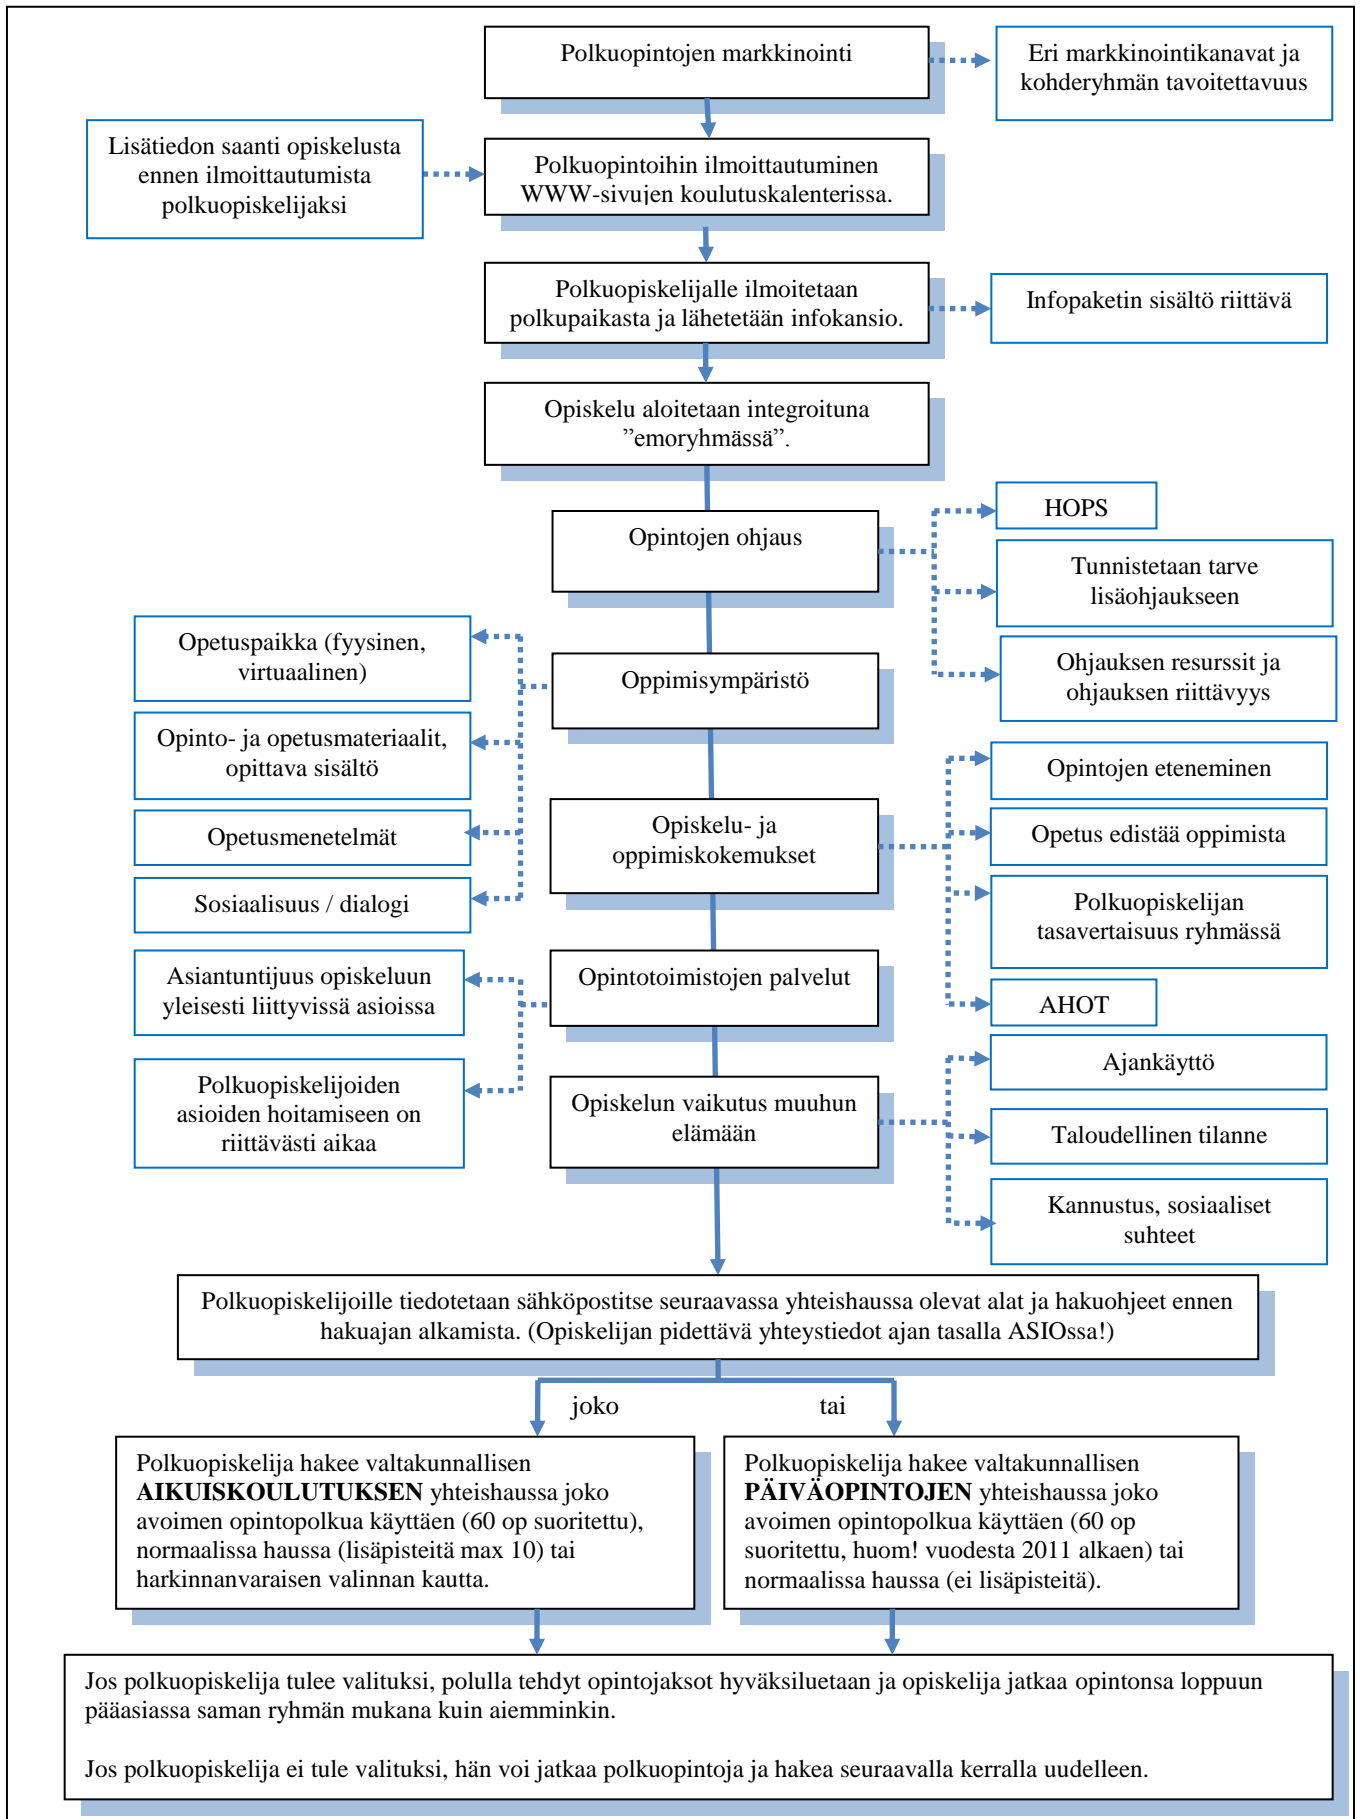 Polkuopintojen markkinointi
Eri markkinointikanavat ja
kohderyhmän tavoitettavuus
Lisätiedon saanti opiskelusta
ennen ilmoittautumista
polkuopiskelijaksi
Polkuopintoihin ilmoittautuminen
WWW-sivujen koulutuskalenterissa.
Polkuopiskelijalle ilmoitetaan
polkupaikasta ja lähetetään infokansio.
Infopaketin sisältö riittävä
Opiskelu aloitetaan integroituna
”emoryhmässä”.
Opintojen ohjaus
HOPS
Tunnistetaan tarve
lisäohjaukseen
Ohjauksen resurssit ja
ohjauksen riittävyys
Oppimisympäristö
Opetuspaikka (fyysinen,
virtuaalinen)
Opinto- ja opetusmateriaalit,
opittava sisältö
Opetusmenetelmät
Sosiaalisuus / dialogi
Opiskelu- ja
oppimiskokemukset
Opintojen eteneminen
Opetus edistää oppimista
Polkuopiskelijan
tasavertaisuus ryhmässä
AHOT
Opintotoimistojen palvelut
Asiantuntijuus opiskeluun
yleisesti liittyvissä asioissa
Polkuopiskelijoiden
asioiden hoitamiseen on
riittävästi aikaa
Opiskelun vaikutus muuhun
elämään
Ajankäyttö
Taloudellinen tilanne
Kannustus, sosiaaliset
suhteet
Polkuopiskelijoille tiedotetaan sähköpostitse seuraavassa yhteishaussa olevat alat ja hakuohjeet ennen
hakuajan alkamista. (Opiskelijan pidettävä yhteystiedot ajan tasalla ASIOssa!)
joko
tai
Polkuopiskelija hakee valtakunnallisen
AIKUISKOULUTUKSEN yhteishaussa joko
avoimen opintopolkua käyttäen (60 op suoritettu),
normaalissa haussa (lisäpisteitä max 10) tai
harkinnanvaraisen valinnan kautta.
Polkuopiskelija hakee valtakunnallisen
PÄIVÄOPINTOJEN yhteishaussa joko
avoimen opintopolkua käyttäen (60 op
suoritettu, huom! vuodesta 2011 alkaen) tai
normaalissa haussa (ei lisäpisteitä).
Jos polkuopiskelija tulee valituksi, polulla tehdyt opintojaksot hyväksiluetaan ja opiskelija jatkaa opintonsa loppuun
pääasiassa saman ryhmän mukana kuin aiemminkin.
Jos polkuopiskelija ei tule valituksi, hän voi jatkaa polkuopintoja ja hakea seuraavalla kerralla uudelleen.